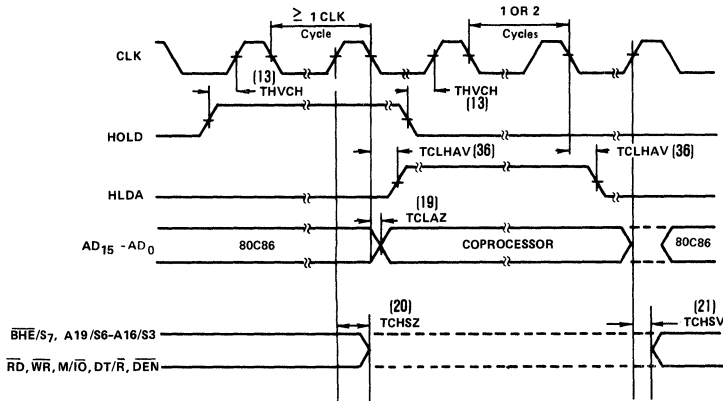 ≥ 1 CLK
Cycle
1 OR 2
Cycles
CLK
(13)
THVCH
THVCH
(13)
HOLD
TCLHAV (36)
TCLHAV (36)
HLDA
(19)
TCLAZ
AD15 - AD0
80C86
COPROCESSOR
80C86
(20)
TCHSZ
(21)
TCHSV
BHE/S7, A19/S6-A16/S3
RD, WR, M/IO, DT/R, DEN